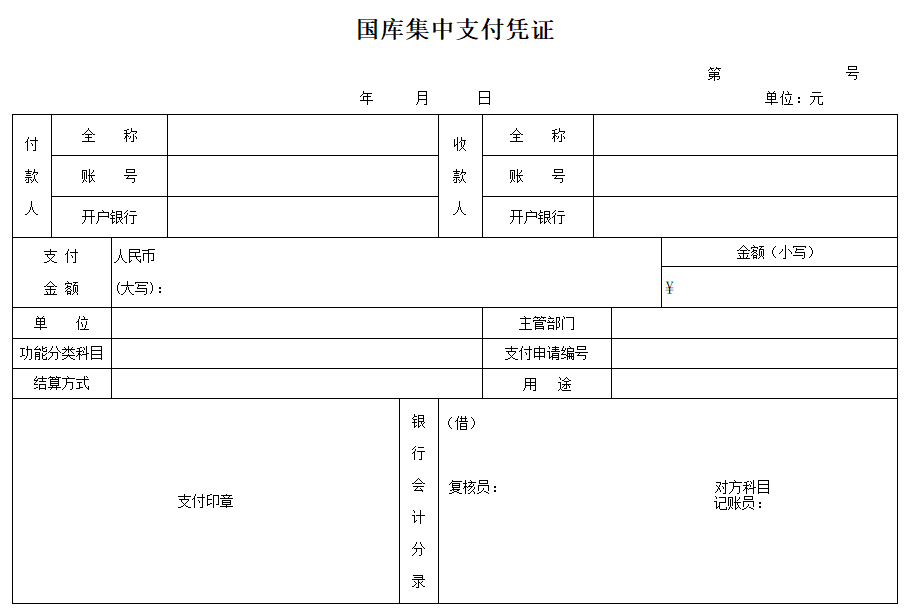 国库集中支付凭证
第 号
年 月 日 单位：元
付款人 全 称 收款人 全 称
账 号 账 号
开户银行 开户银行
支 付 金 额 人民币 金额（小写）
（大写）： ¥
单 位 主管部门
功能分类科目 支付申请编号
结算方式 用 途
支付印章 银行会计分录 （借）
复核员： 对方科目
记账员：